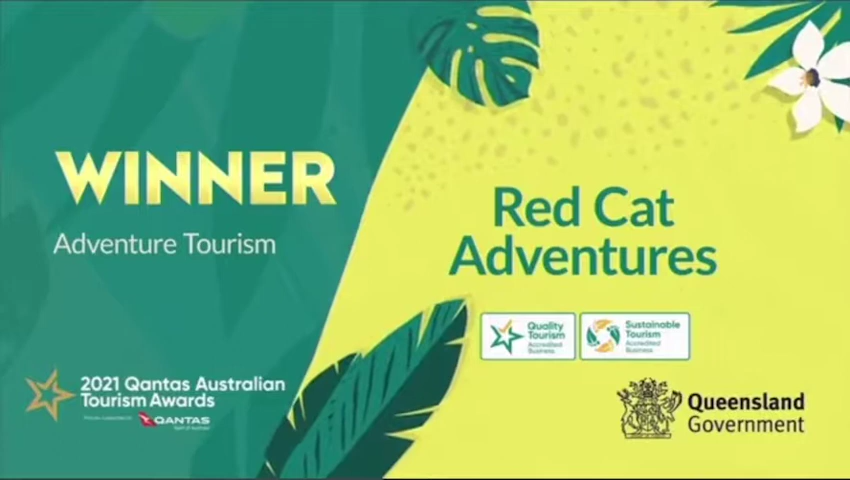 WINNER
Adventure Tourism
Red Cat
Adventures
Quality
Tourism
Accredited
Business
Sustainable
Tourism
Accredited
Business
2021 Qantas Australian
Tourism Awards
QANTAS
Queensland
Government